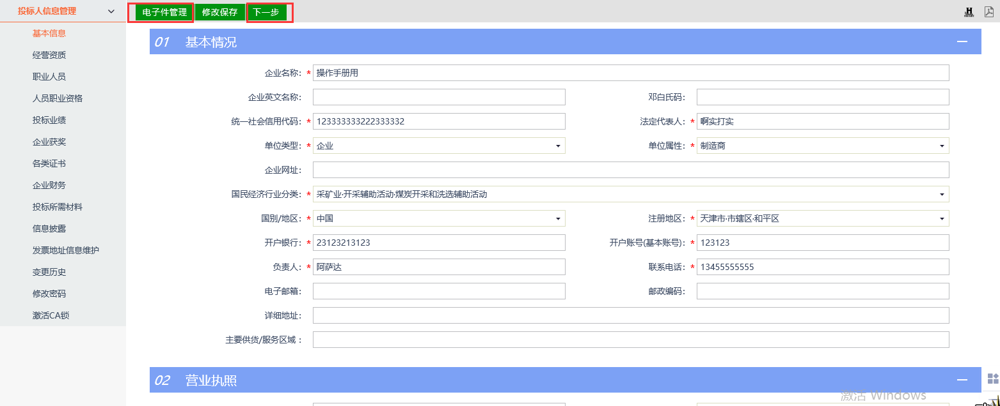 投标人信息管理
电子件管理 修改保存 下一步
H
HISTORY
基本信息
经营资质
职业人员
人员职业资格
投标业绩
企业获奖
各类证书
企业财务
投标所需材料
信息披露
发票地址信息维护
变更历史
修改密码
激活CA锁
01 基本情况
企业名称：* 操作手册用
企业英文名称：
邓白氏码：
统一社会信用代码：* 123333333222333332
法定代表人：* 啊实打实
单位类型：* 企业
单位属性：* 制造商
企业网址：
国民经济行业分类：* 采矿业·开采辅助活动·煤炭开采和洗选辅助活动
国别/地区：* 中国
注册地区：* 天津市·市辖区·和平区
开户银行：* 23123213123
开户账号(基本账号)：* 123123
负责人：* 阿萨达
联系电话：* 13455555555
电子邮箱：
邮政编码：
详细地址：
主要供货/服务区域：
02 营业执照
激活 Windows